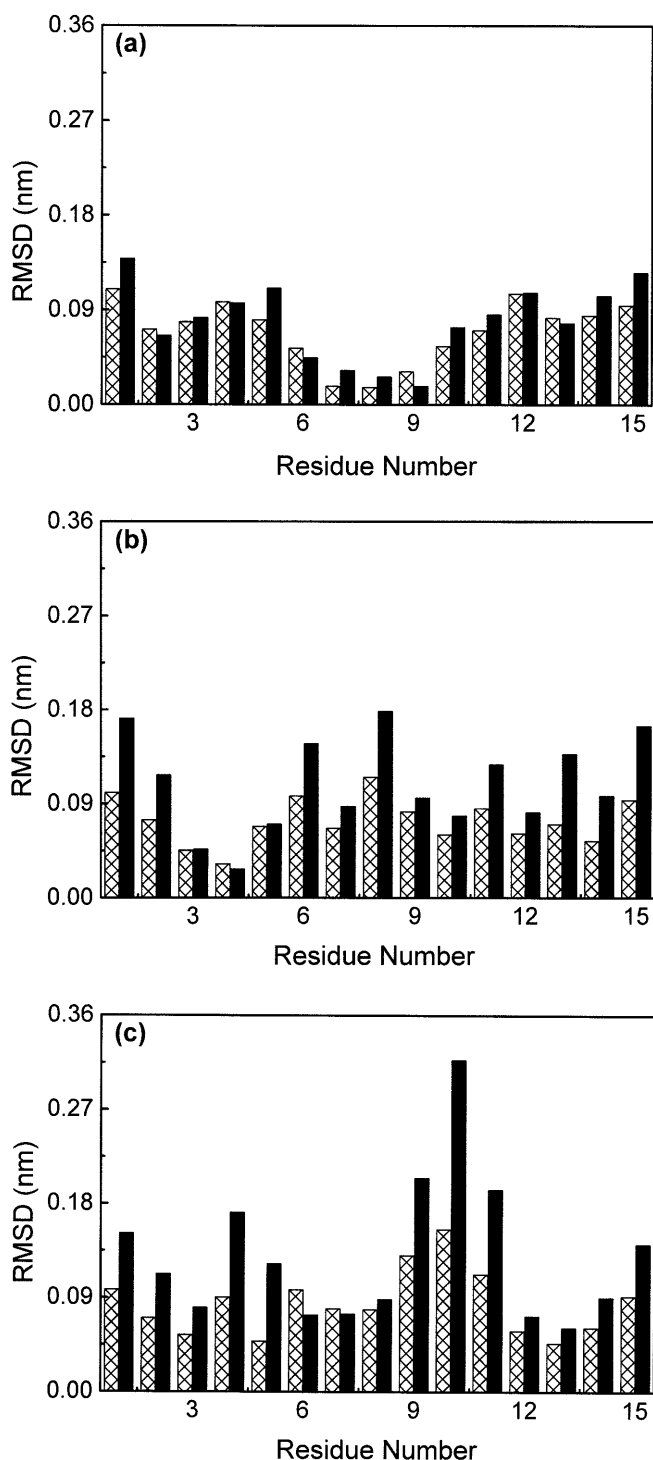 (a)
0.36
0.27
0.18
0.09
0.00
RMSD (nm)
3 6 9 12 15
Residue Number
(b)
0.36
0.27
0.18
0.09
0.00
RMSD (nm)
3 6 9 12 15
Residue Number
(c)
0.36
0.27
0.18
0.09
0.00
RMSD (nm)
3 6 9 12 15
Residue Number